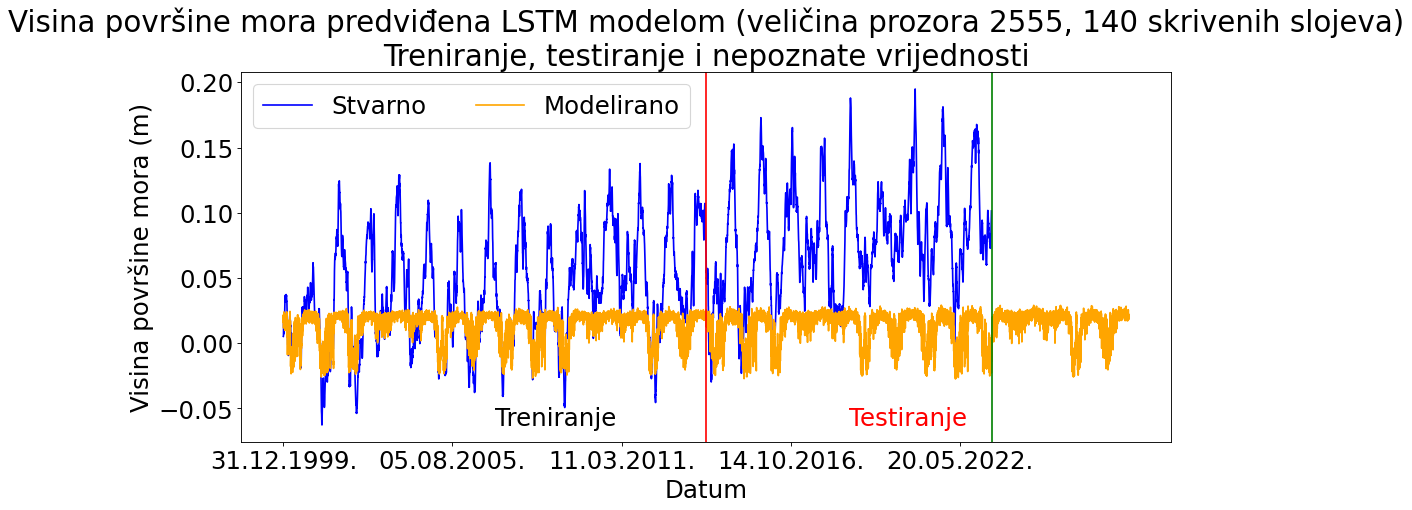 Visina površine mora predviđena LSTM modelom (veličina prozora 2555, 140 skrivenih slojeva)
Treniranje, testiranje i nepoznate vrijednosti
Stvarno
Modelirano
Visina površine mora (m)
0.20
0.15
0.10
0.05
0.00
−0.05
Treniranje
Testiranje
31.12.1999.
05.08.2005.
11.03.2011.
14.10.2016.
20.05.2022.
Datum